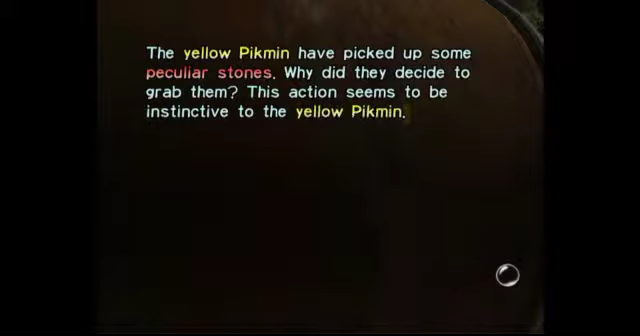 The yellow Pikmin have picked up some
peculiar stones. Why did they decide to
grab them? This action seems to be
instinctive to the yellow Pikmin.